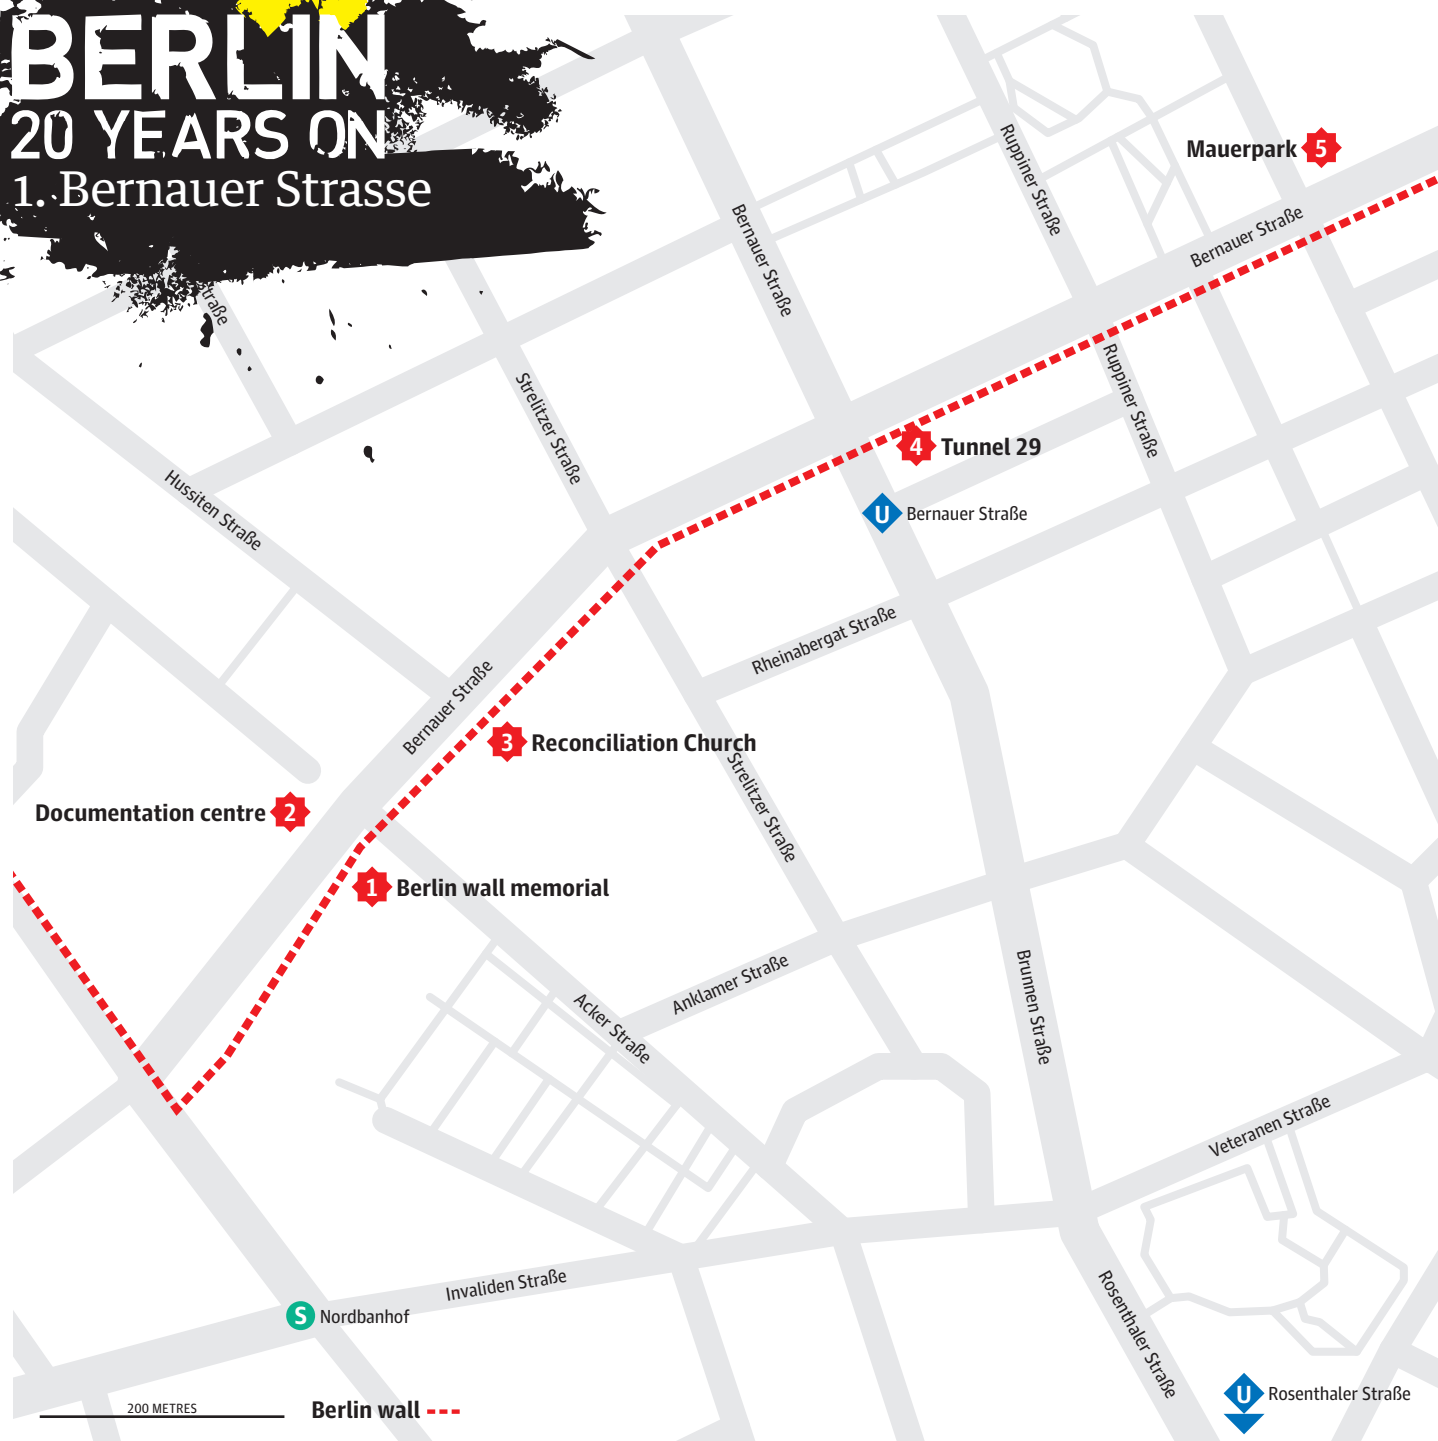 BERLIN
20 YEARS ON
1. Bernauer Strasse
Mauerpark 5
Ruppiner Straße
Bernauer Straße
Bernauer Straße
traße
Strelitzer Straße
Ruppiner Straße
4 Tunnel 29
Hussiten Straße
U Bernauer Straße
Rheinabergat Straße
Bernauer Straße
3 Reconciliation Church
Strelitzer Straße
Documentation centre 2
1 Berlin wall memorial
Anklamer Straße
Acker Straße
Brunnen Straße
Veteranen Straße
Invaliden Straße
Rosenthaler Straße
S Nordbanhof
U Rosenthaler Straße
200 METRES
Berlin wall